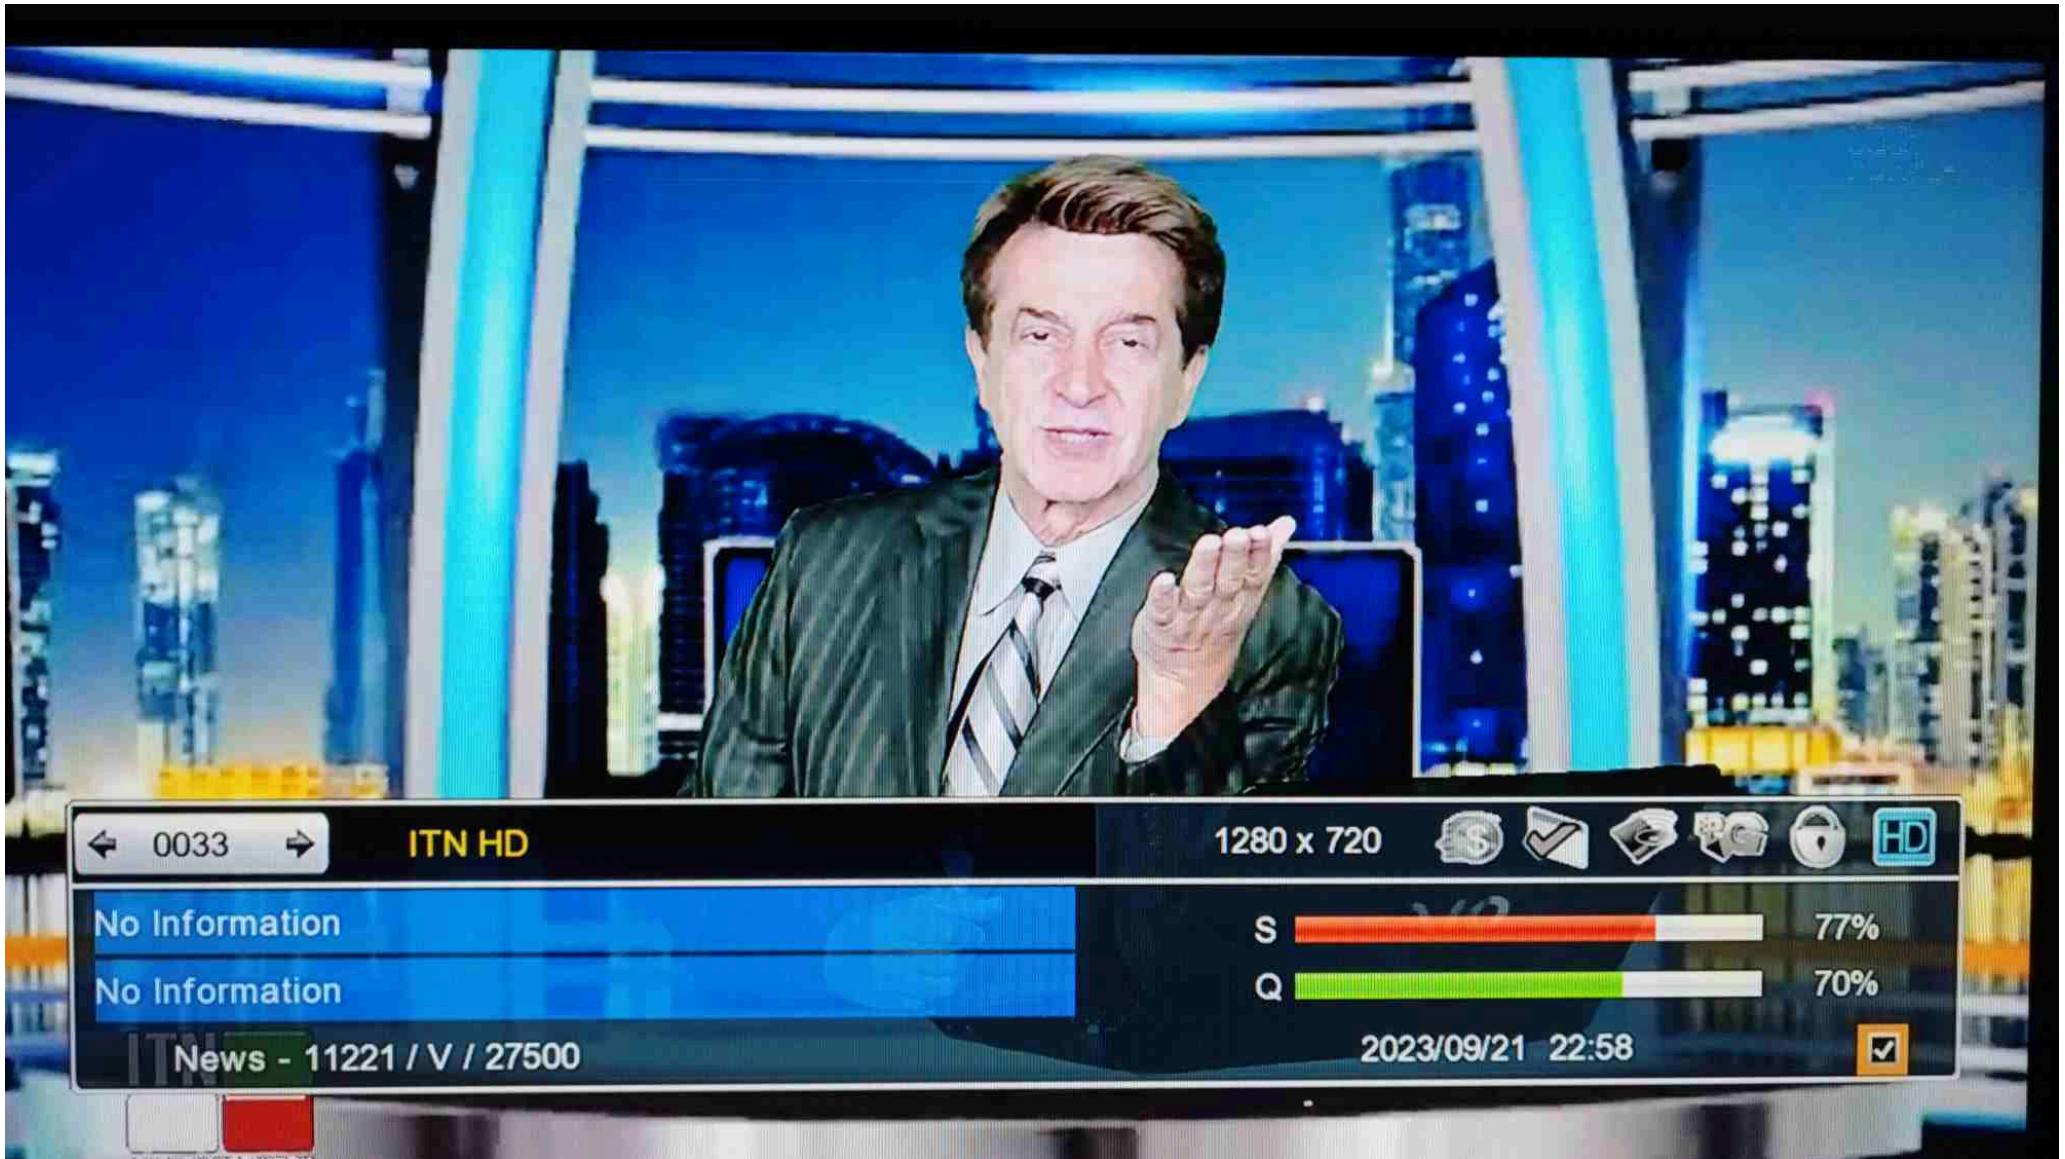 0033
ITN HD
1280 x 720
HD
No Information
No Information
S 77%
Q 70%
ITN
News - 11221 / V / 27500
2023/09/21 22:58